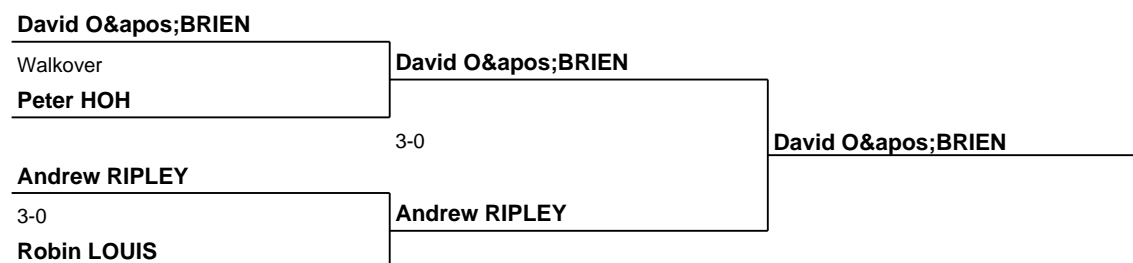 David O&apos;BRIEN
Walkover
David O&apos;BRIEN
Peter HOH
3-0
David O&apos;BRIEN
Andrew RIPLEY
3-0
Andrew RIPLEY
Robin LOUIS